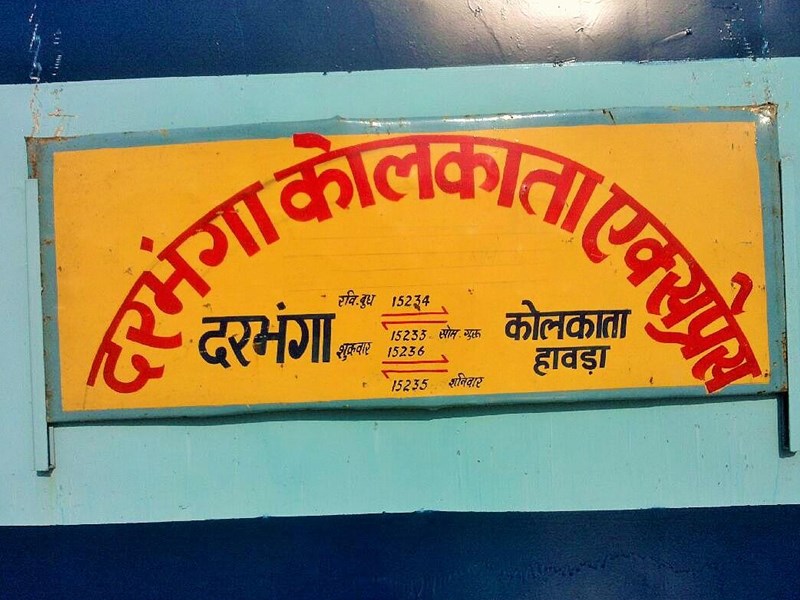 दरभंगा कोलकाता एक्सप्रेस
रवि.बुध 15234
दरभंगा
15233 सोम.गुरू
शुक्रवार 15236
15235 शनिवार
कोलकाता
हावड़ा